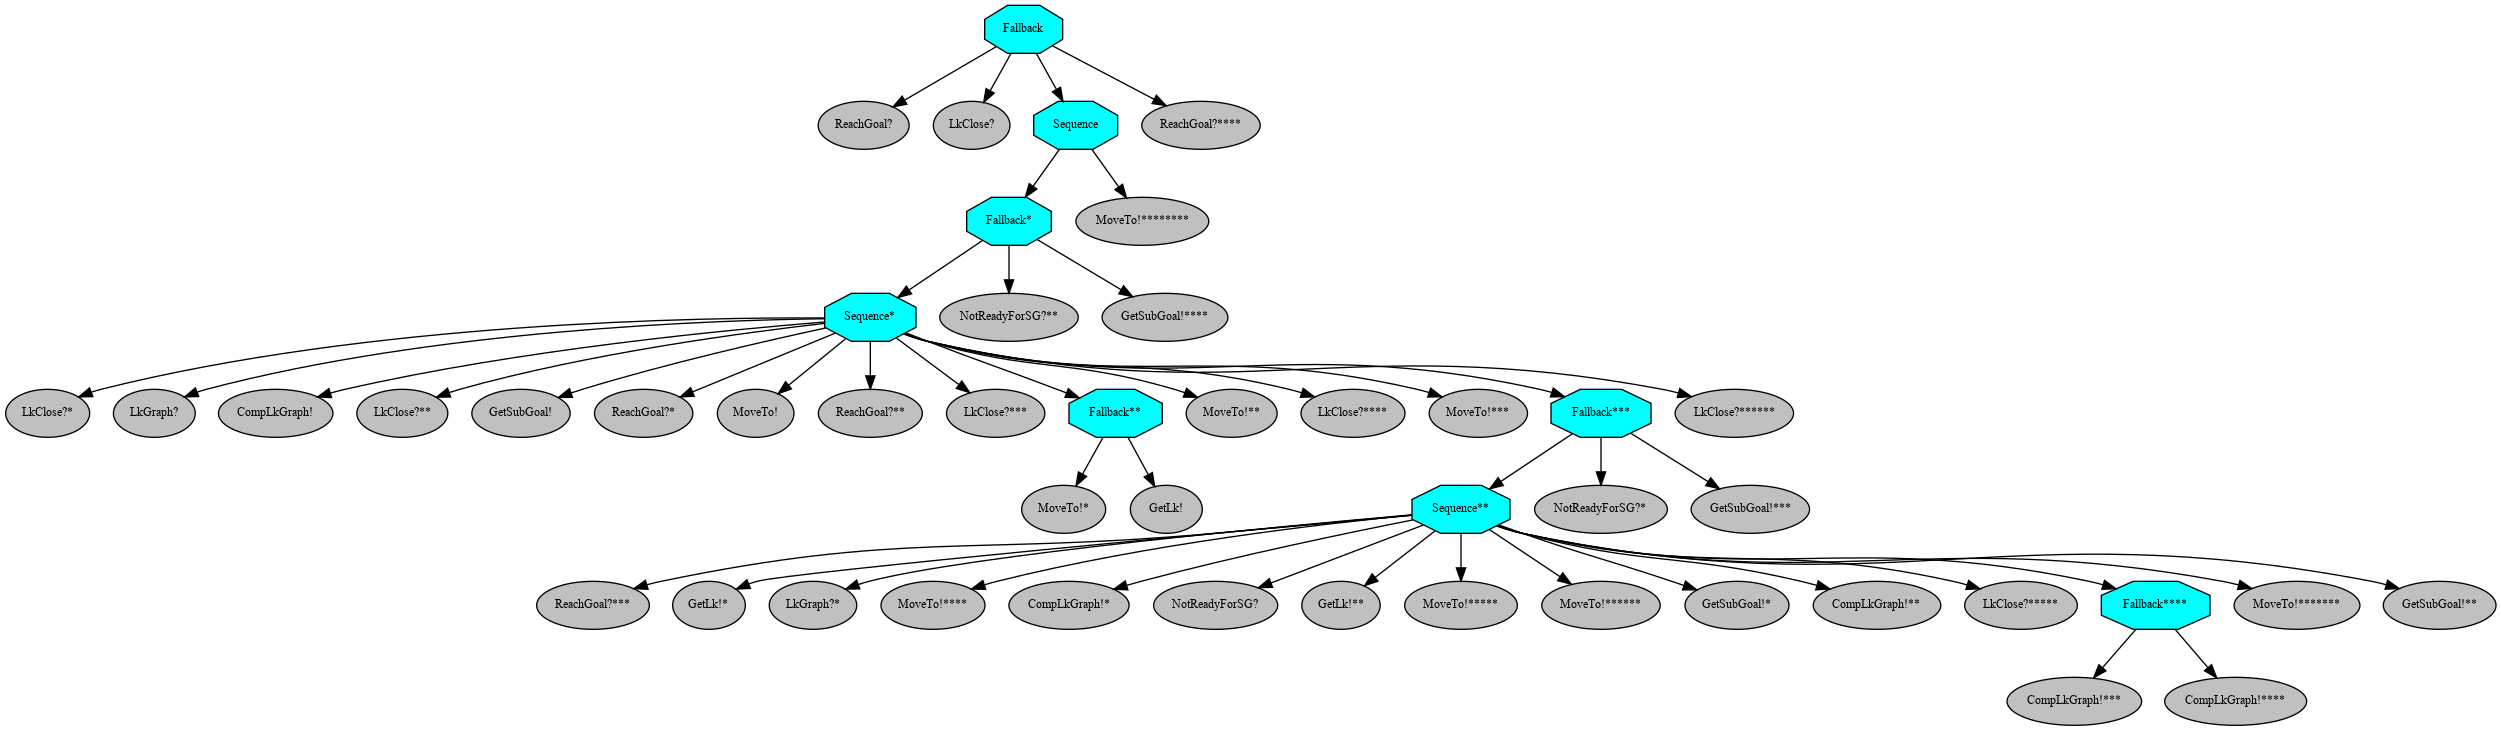 Fallback
ReachGoal?
LkClose?
Sequence
ReachGoal?****
Fallback*
MoveTo!********
Sequence*
NotReadyForSG?**
GetSubGoal!****
LkClose?*
LkGraph?
CompLkGraph!
LkClose?**
GetSubGoal!
ReachGoal?*
MoveTo!
ReachGoal?**
LkClose?***
Fallback**
MoveTo!**
LkClose?****
MoveTo!***
Fallback***
LkClose?******
MoveTo!*
GetLk!
Sequence**
NotReadyForSG?*
GetSubGoal!***
ReachGoal?***
GetLk!*
LkGraph?*
MoveTo!****
CompLkGraph!*
NotReadyForSG?
GetLk!**
MoveTo!*****
MoveTo!******
GetSubGoal!*
CompLkGraph!**
LkClose?*****
Fallback****
MoveTo!*******
GetSubGoal!**
CompLkGraph!***
CompLkGraph!****